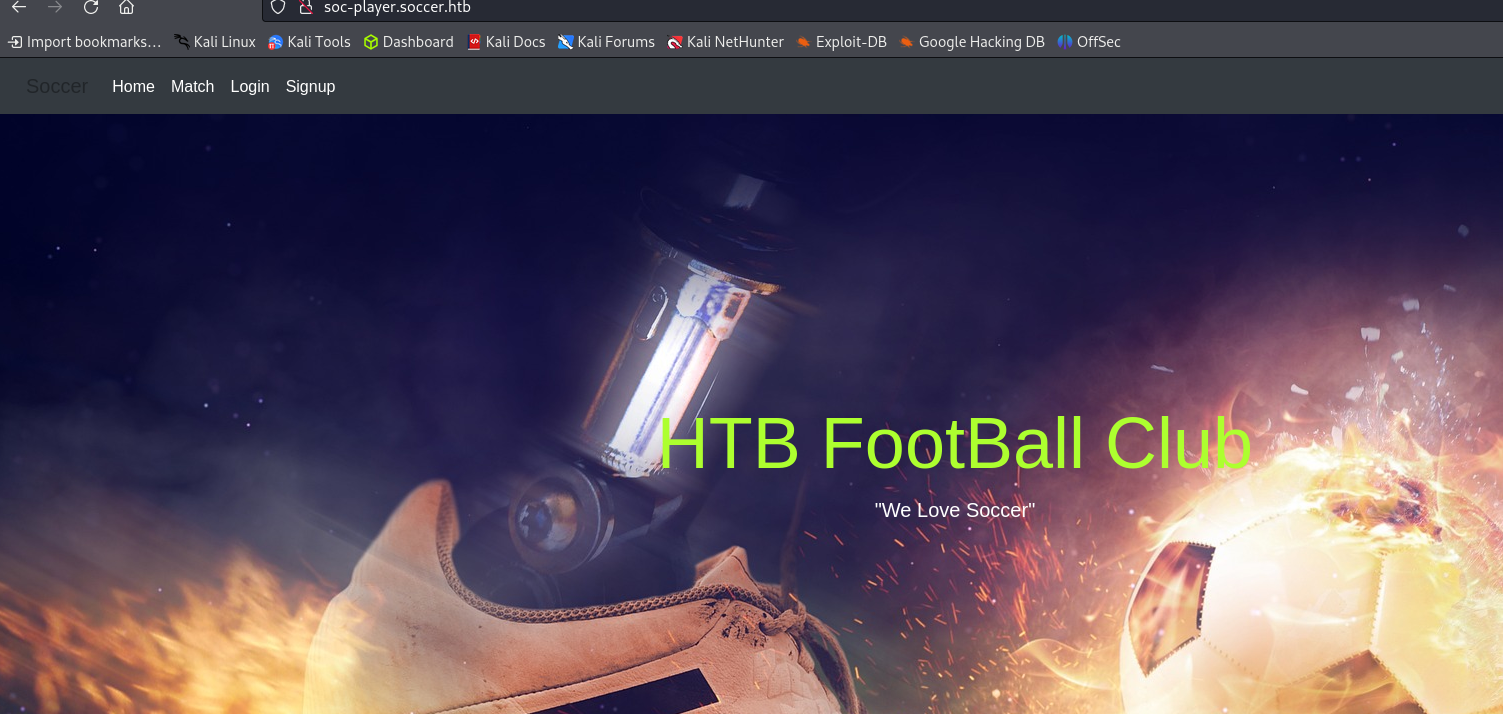 soc-player.soccer.htb
Import bookmarks... Kali Linux Kali Tools Dashboard Kali Docs Kali Forums Kali NetHunter Exploit-DB Google Hacking DB OffSec
Soccer Home Match Login Signup
HTB FootBall Club
"We Love Soccer"